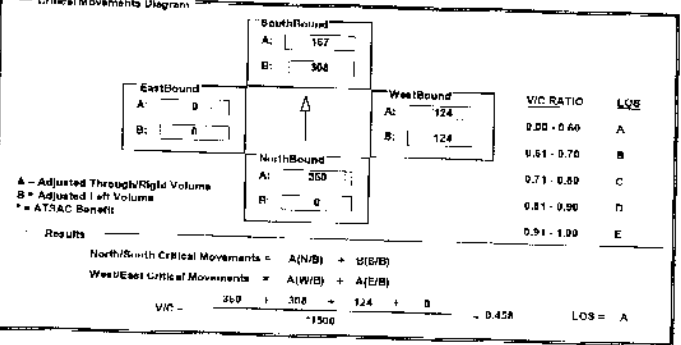 Critical Movements Diagram
SouthBound
A: 167
B: 308
EastBound
A: 0
B: 0
WestBound
A: 124
B: 124
V/C RATIO LOS
0.00 - 0.60 A
0.61 - 0.70 B
0.71 - 0.80 C
0.81 - 0.90 D
0.91 - 1.00 E
NorthBound
A:
B: 0
A = Adjusted Through/Right Volume
B = Adjusted Left Volume
* = ATSAC Benefit
Results
North/South Critical Movements = A(N/B) + B(S/B)
West/East Critical Movements = A(W/B) + A(E/B)
V/C = + 308 + 124 + 0
*1500
= 0.458 LOS = A